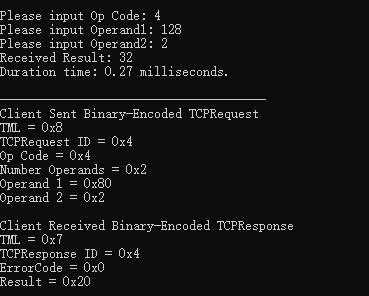 Please input Op Code: 4
Please input Operand1: 128
Please input Operand2: 2
Received Result: 32
Duration time: 0.27 milliseconds.
______________________________________
Client Sent Binary-Encoded TCPRequest
TML = 0x8
TCPRequest ID = 0x4
Op Code = 0x4
Number Operands = 0x2
Operand 1 = 0x80
Operand 2 = 0x2
Client Received Binary-Encoded TCPResponse
TML = 0x7
TCPResponse ID = 0x4
ErrorCode = 0x0
Result = 0x20